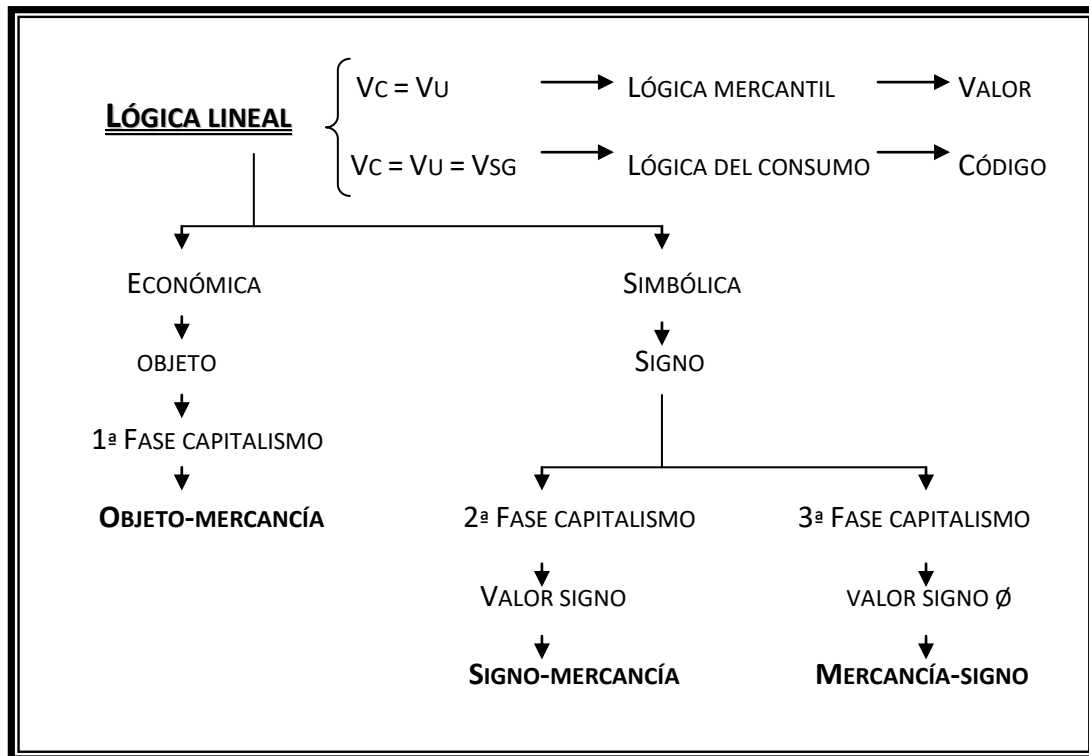 VC = VU LÓGICA MERCANTIL VALOR
LÓGICA LINEAL
VC = VU = VSG LÓGICA DEL CONSUMO CÓDIGO
ECONÓMICA SIMBÓLICA
OBJETO SIGNO
1ª FASE CAPITALISMO
OBJETO-MERCANCÍA 2ª FASE CAPITALISMO 3ª FASE CAPITALISMO
VALOR SIGNO VALOR SIGNO Ø
SIGNO-MERCANCÍA MERCANCÍA-SIGNO